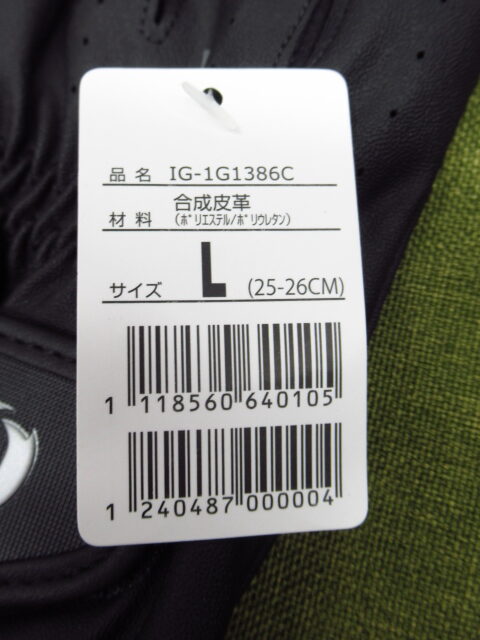 品名 IG-1G1386C
材料 合成皮革
(ﾎﾟﾘｴｽﾃﾙ/ﾎﾟﾘｳﾚﾀﾝ)
サイズ L (25-26CM)
1 118560 640105
1 240487 000004